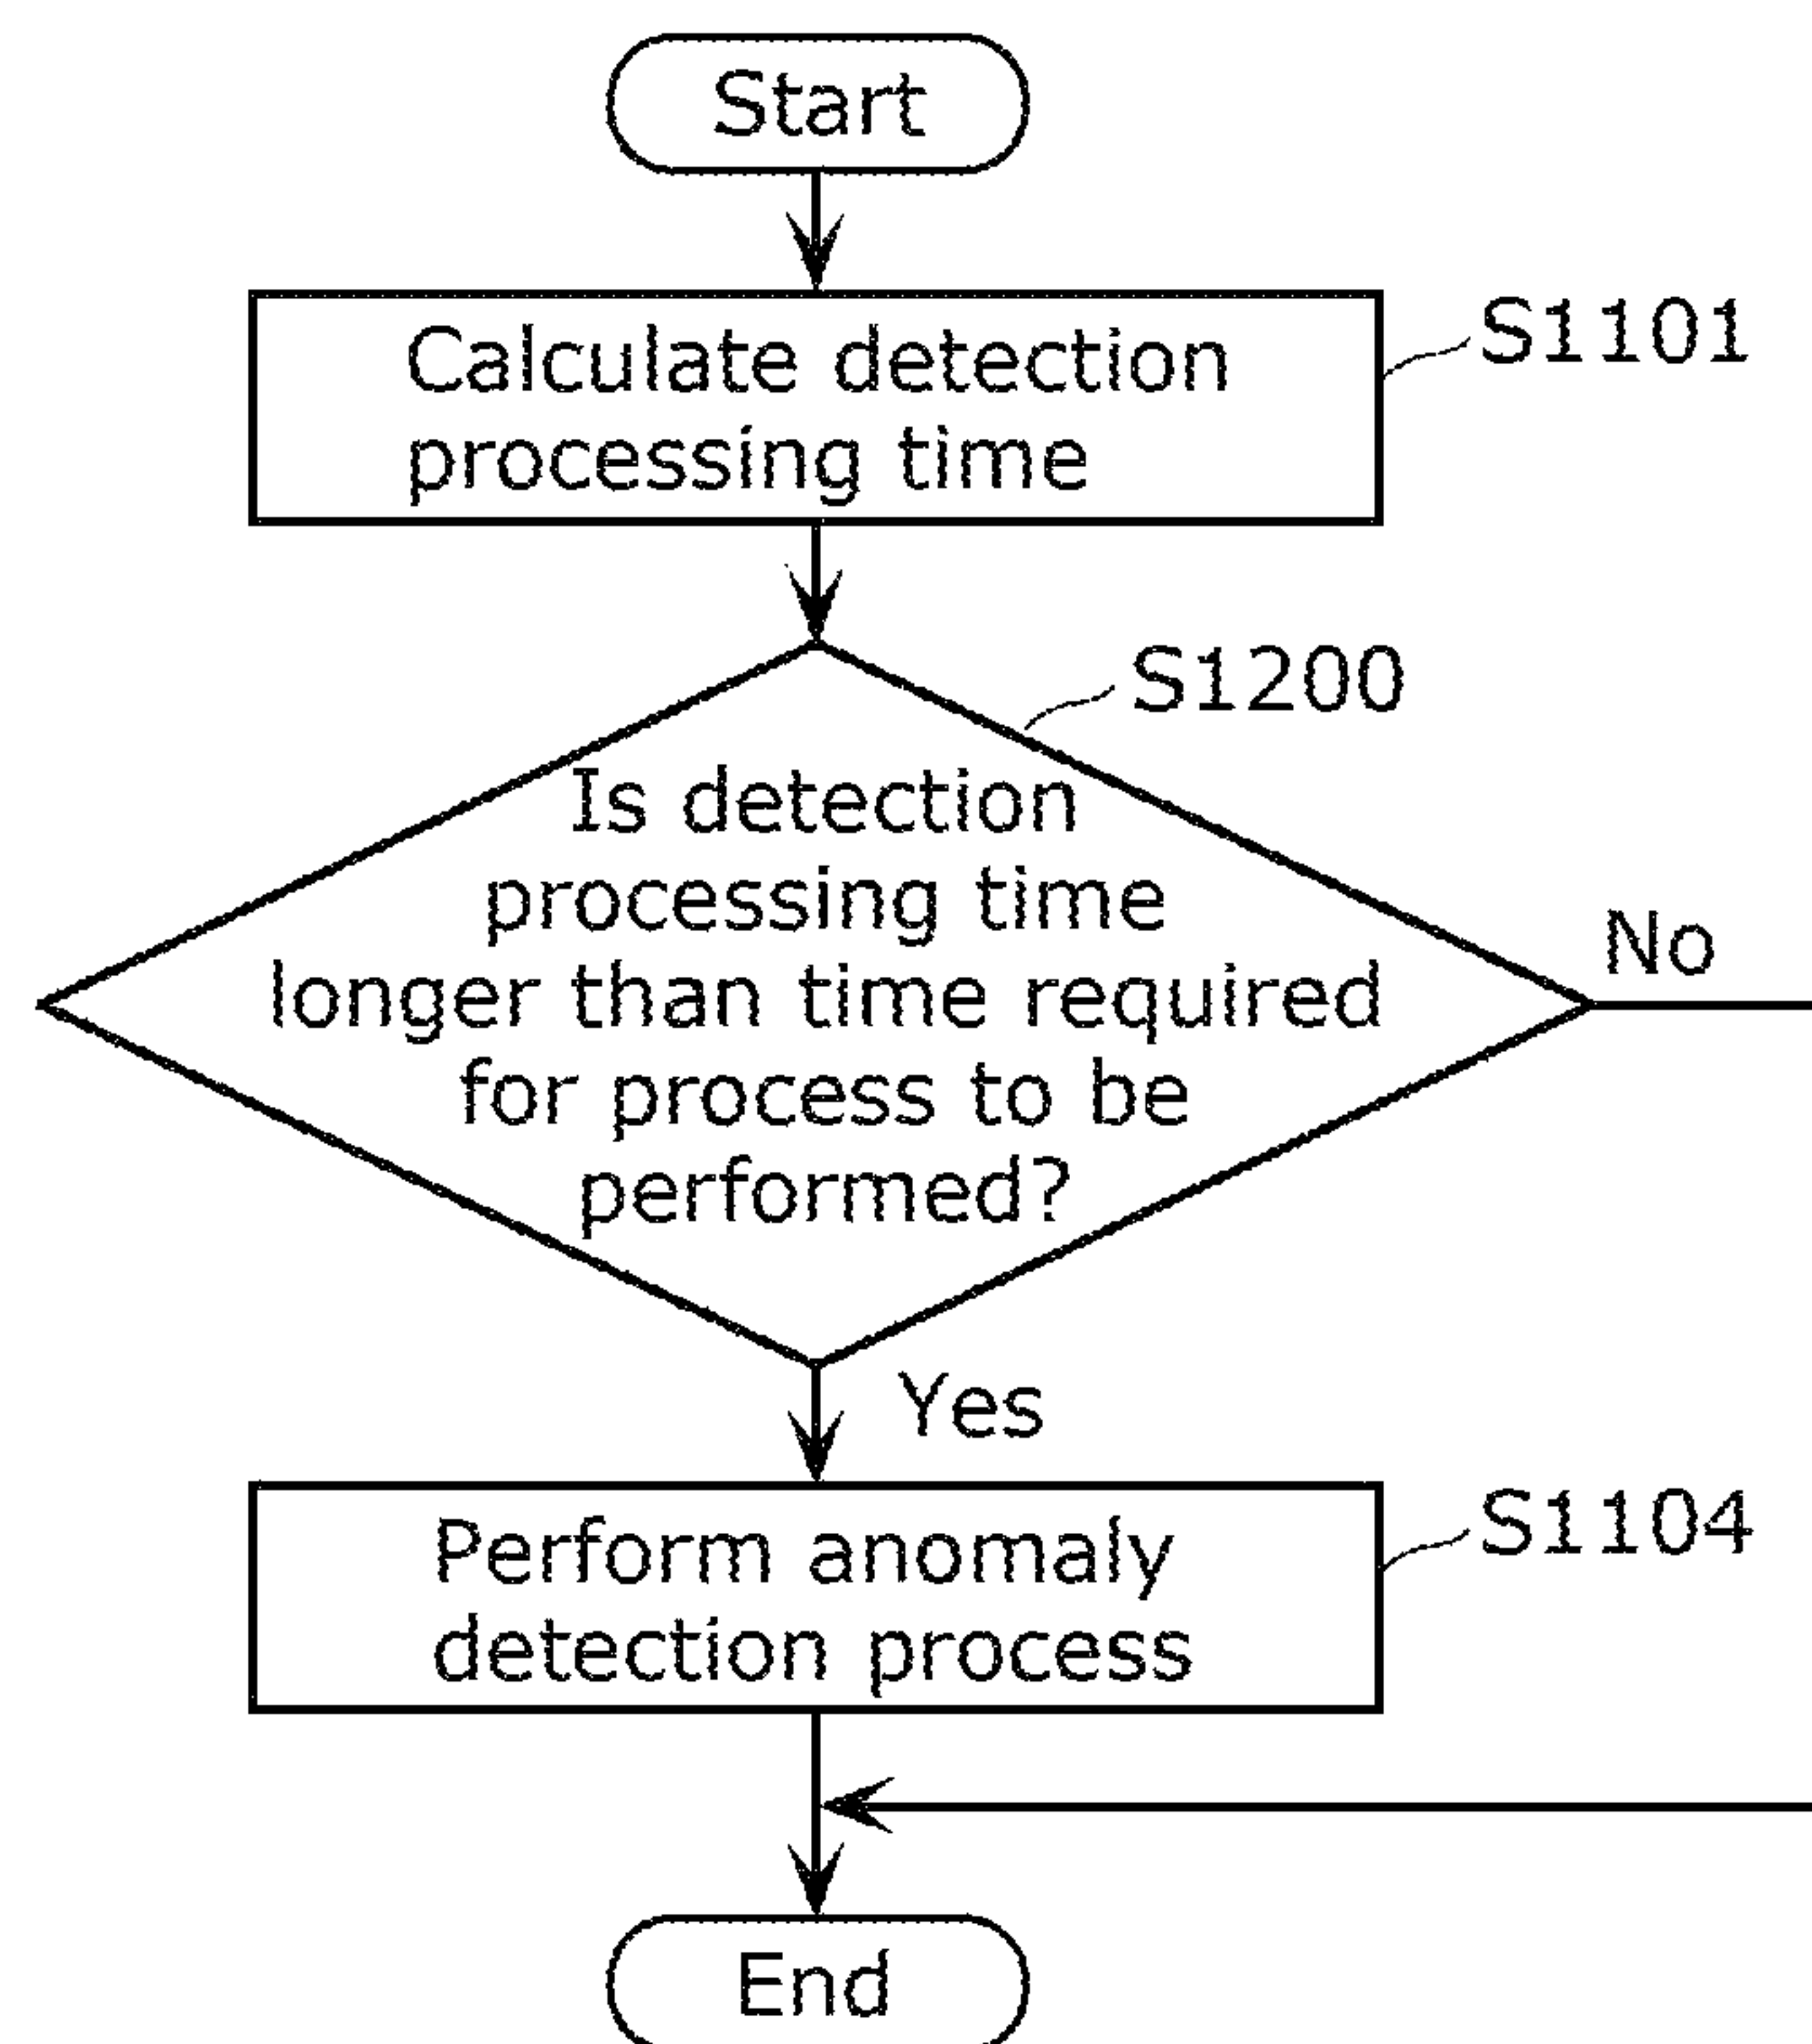 Start
Calculate detection
processing time
S1101
S1200
Is detection
processing time
longer than time required
for process to be
performed?
No
Yes
Perform anomaly
detection process
S1104
End